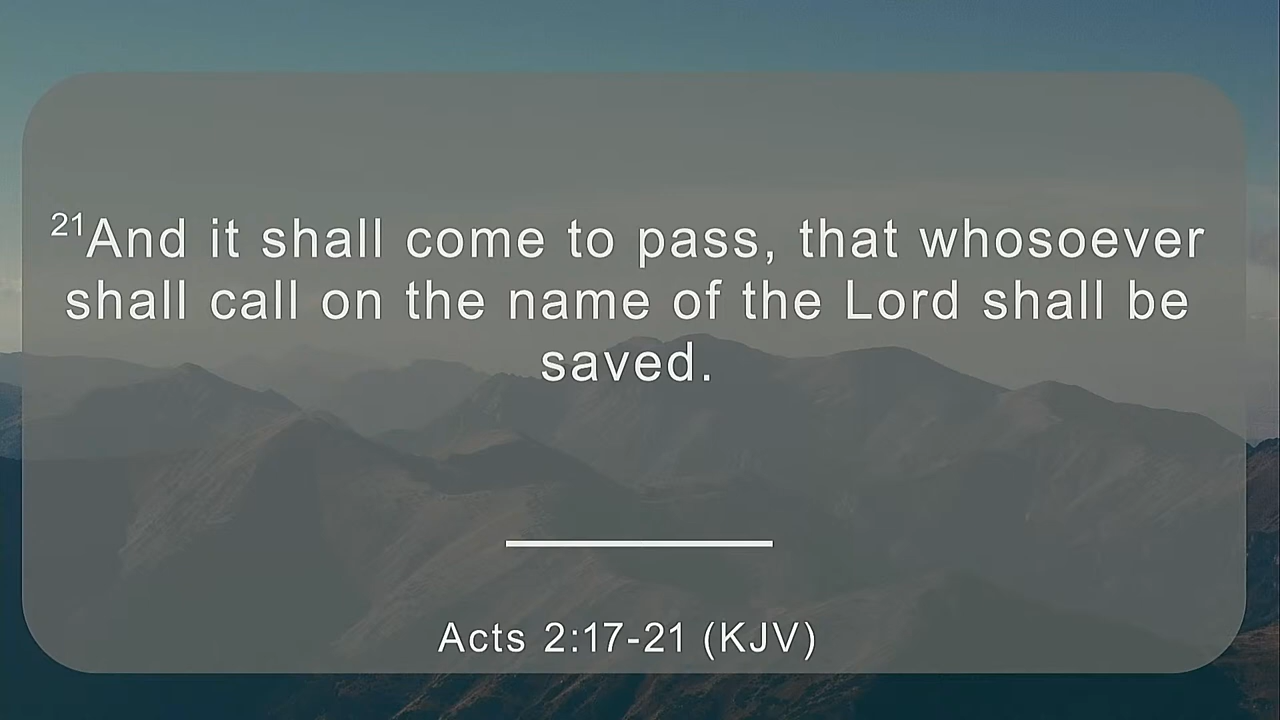 21And it shall come to pass, that whosoever
shall call on the name of the Lord shall be
saved.
Acts 2:17-21 (KJV)